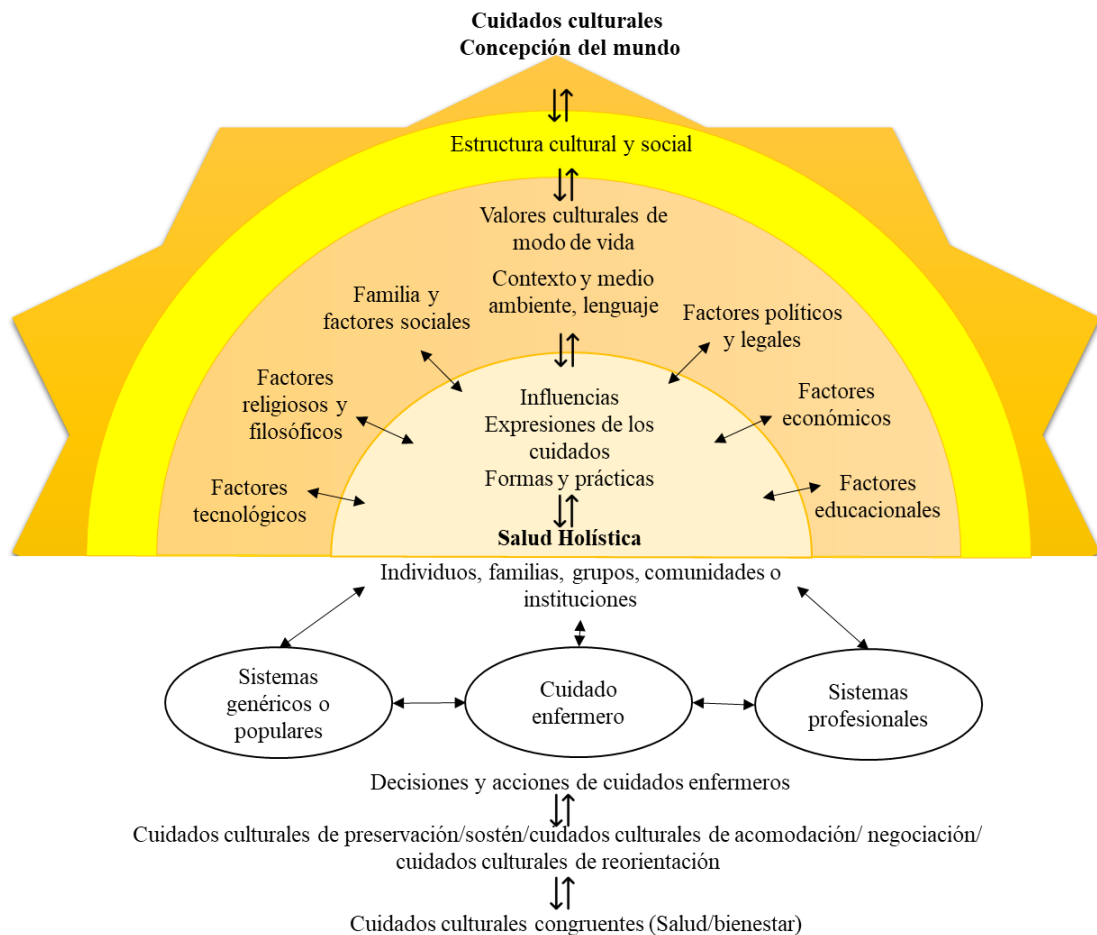 Cuidados culturales
Concepción del mundo
Estructura cultural y social
Valores culturales de
modo de vida
Contexto y medio
ambiente, lenguaje
Familia y
factores sociales
Factores políticos
y legales
Factores
religiosos y
filosóficos
Factores
económicos
Factores
tecnológicos
Factores
educacionales
Influencias
Expresiones de los
cuidados
Formas y prácticas
Salud Holística
Individuos, familias, grupos, comunidades o
instituciones
Sistemas
genéricos o
populares
Cuidado
enfermero
Sistemas
profesionales
Decisiones y acciones de cuidados enfermeros
Cuidados culturales de preservación/sostén/cuidados culturales de acomodación/ negociación/
cuidados culturales de reorientación
Cuidados culturales congruentes (Salud/bienestar)